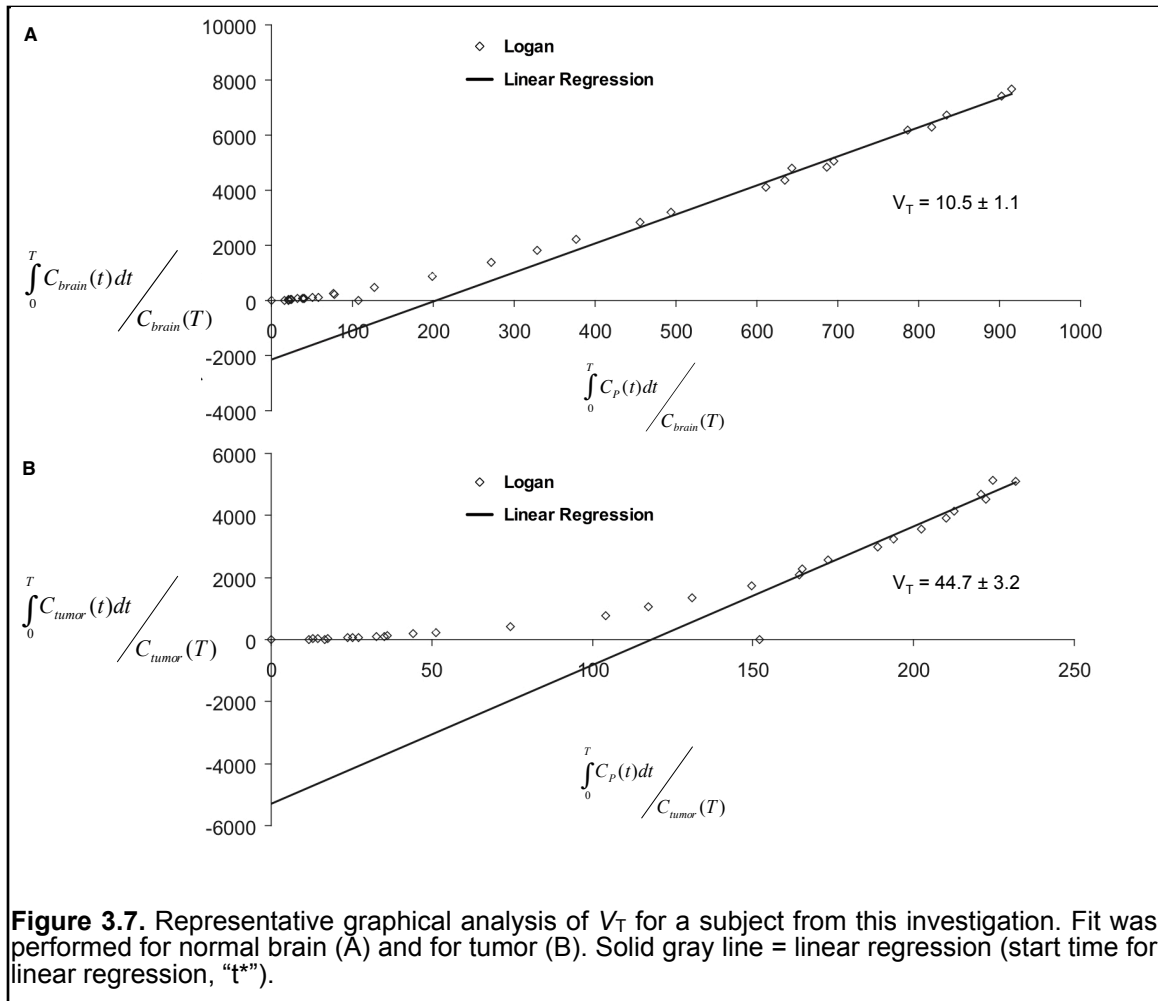 A
10000
8000
6000
4000
2000
0
-2000
-4000
◇ Logan
Linear Regression
V_T = 10.5 ± 1.1
∫_0^T C_brain(t) dt / C_brain(T)
0 100 200 300 400 500 600 700 800 900 1000
∫_0^T C_P(t) dt / C_brain(T)
B
6000
4000
2000
0
-2000
-4000
-6000
◇ Logan
Linear Regression
V_T = 44.7 ± 3.2
∫_0^T C_tumor(t) dt / C_tumor(T)
0 50 100 150 200 250
∫_0^T C_P(t) dt / C_tumor(T)
Figure 3.7. Representative graphical analysis of V_T for a subject from this investigation. Fit was
performed for normal brain (A) and for tumor (B). Solid gray line = linear regression (start time for
linear regression, “t*”).